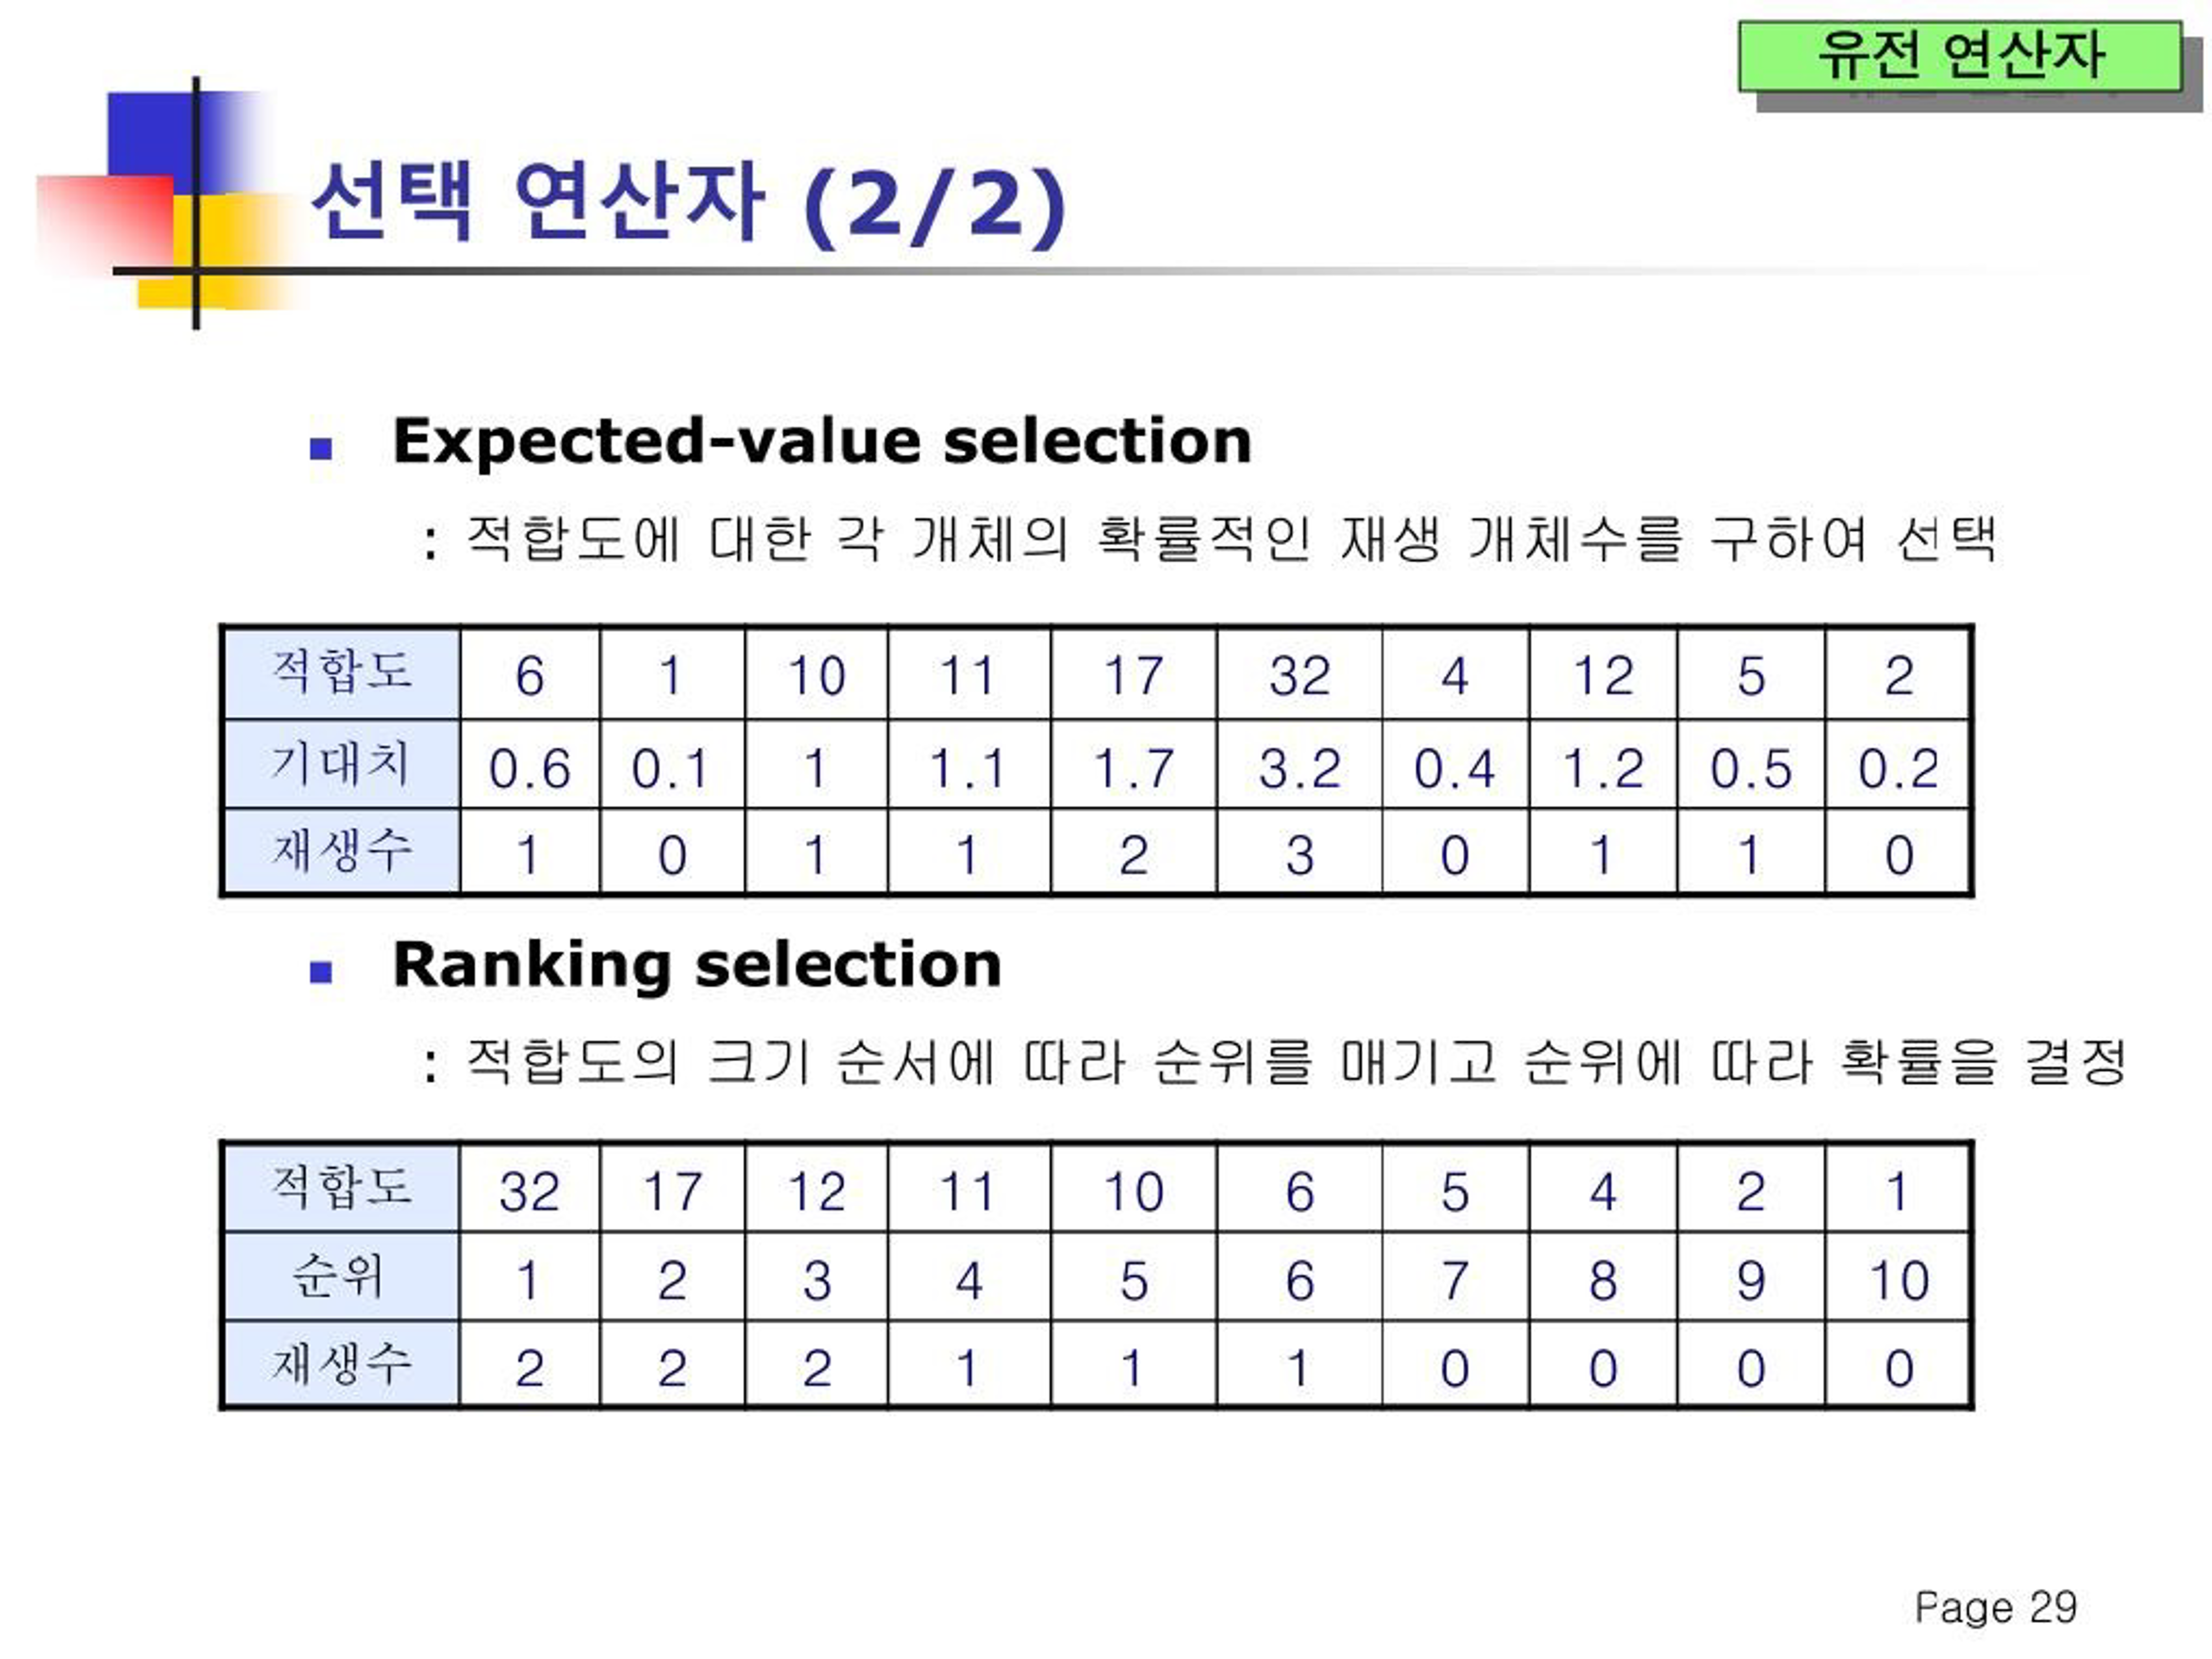 유전 연산자
선택 연산자 (2/2)
Expected-value selection
: 적합도에 대한 각 개체의 확률적인 재생 개체수를 구하여 선택
적합도 6 1 10 11 17 32 4 12 5 2
기대치 0.6 0.1 1 1.1 1.7 3.2 0.4 1.2 0.5 0.2
재생수 1 0 1 1 2 3 0 1 1 0
Ranking selection
: 적합도의 크기 순서에 따라 순위를 매기고 순위에 따라 확률을 결정
적합도 32 17 12 11 10 6 5 4 2 1
순위 1 2 3 4 5 6 7 8 9 10
재생수 2 2 2 1 1 1 0 0 0 0
Page 29